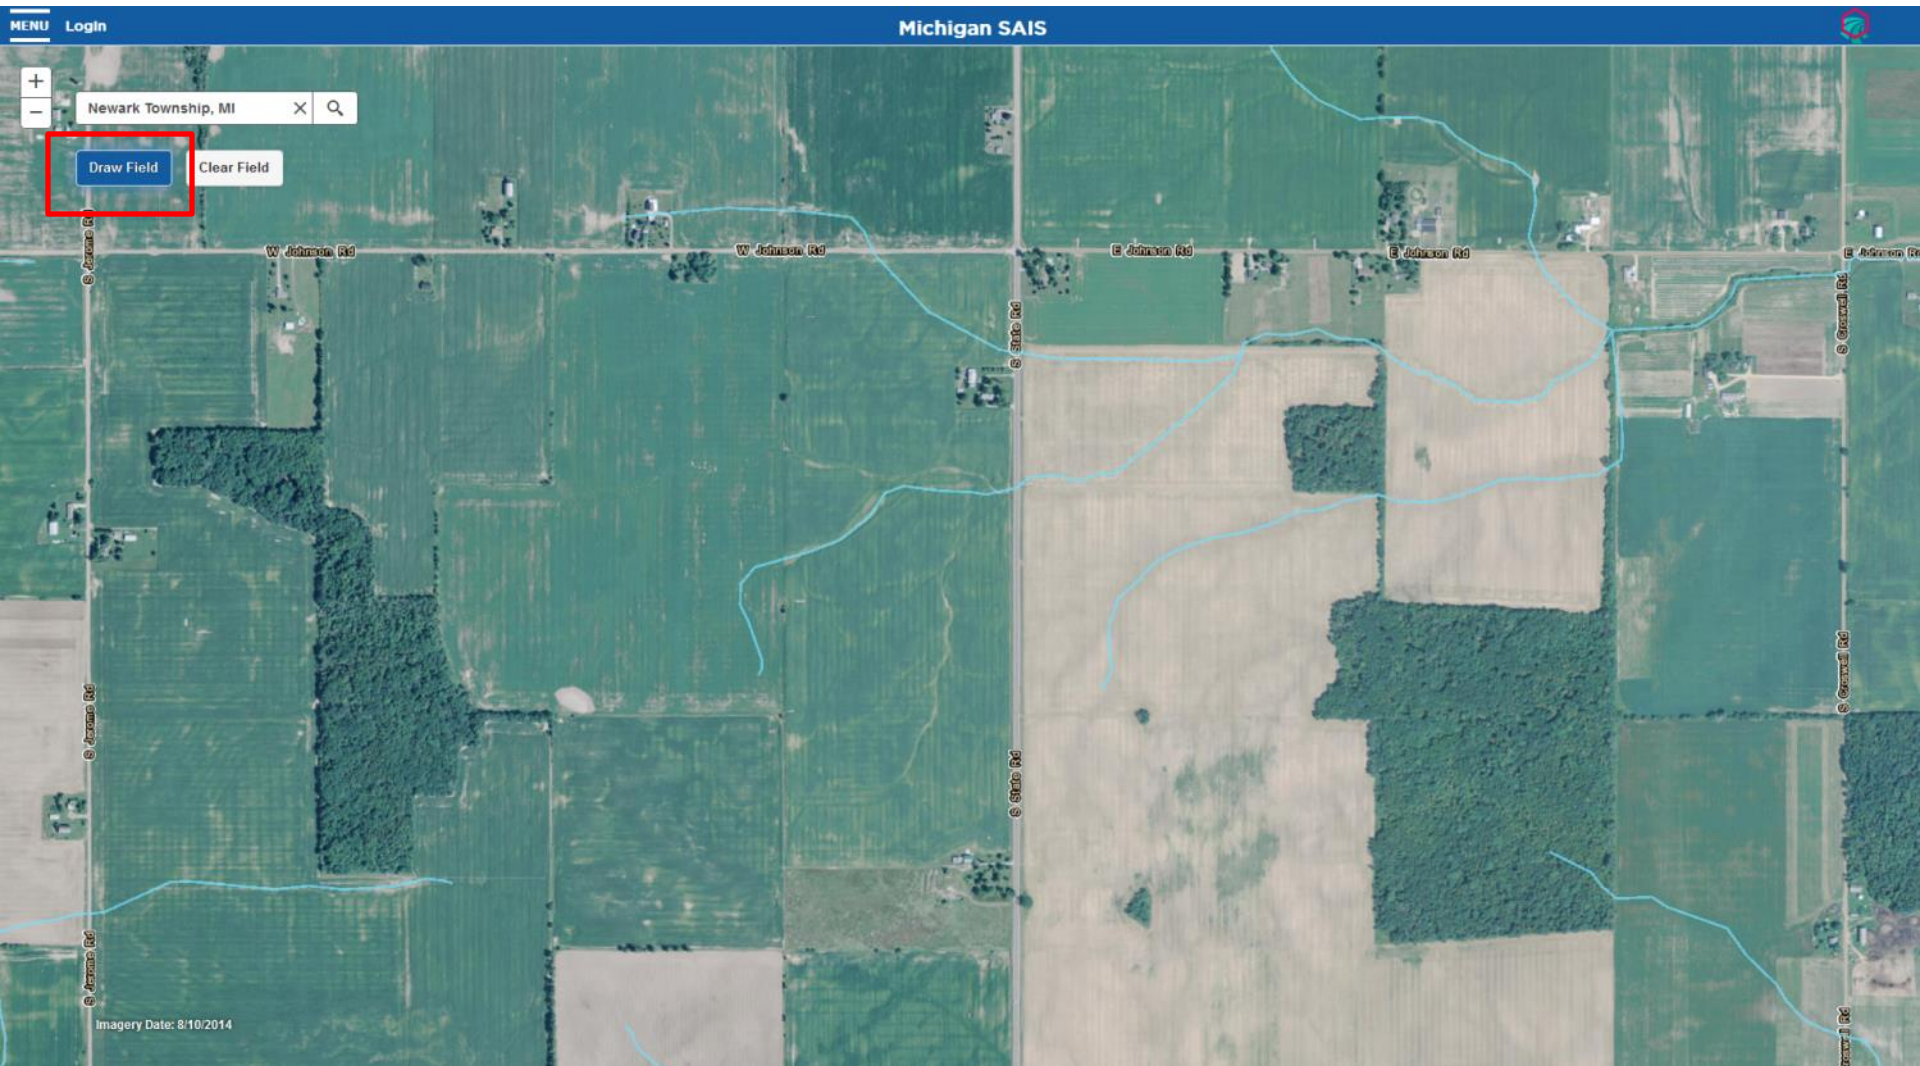 MENU Login Michigan SAIS
Newark Township, MI
Draw Field Clear Field
S Jerome Rd
W Johnson Rd
W Johnson Rd
E Johnson Rd
E Johnson Rd
E Johnson
S State Rd
S Croswell Rd
S Croswell Rd
S Jerome Rd
S State Rd
S Jerome Rd
Imagery Date: 8/10/2014